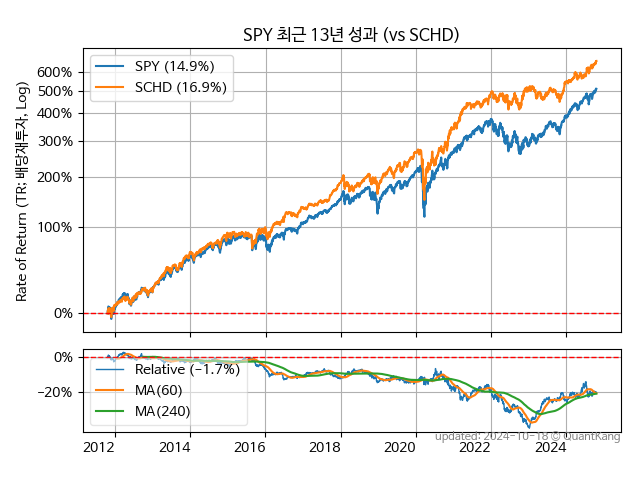 SPY 최근 13년 성과 (vs SCHD)
SPY (14.9%)
SCHD (16.9%)
Rate of Return (TR: 배당재투자, Log)
600%
500%
400%
300%
200%
100%
0%
0%
−20%
Relative (−1.7%)
MA(60)
MA(240)
updated: 2024-10-18 © QuantKang
2012 2014 2016 2018 2020 2022 2024